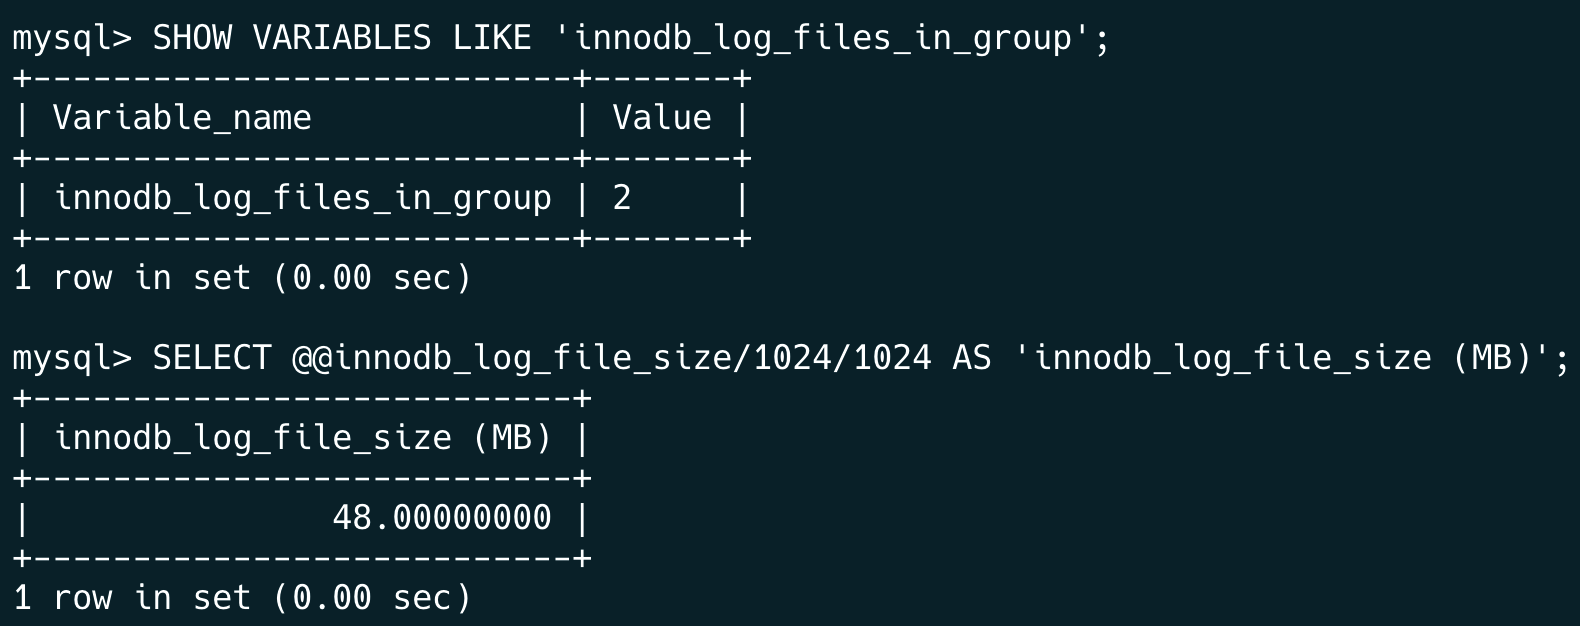 mysql> SHOW VARIABLES LIKE 'innodb_log_files_in_group';
+---------------------------+-------+
| Variable_name             | Value |
+---------------------------+-------+
| innodb_log_files_in_group | 2     |
+---------------------------+-------+
1 row in set (0.00 sec)

mysql> SELECT @@innodb_log_file_size/1024/1024 AS 'innodb_log_file_size (MB)';
+---------------------------+
| innodb_log_file_size (MB) |
+---------------------------+
|               48.00000000 |
+---------------------------+
1 row in set (0.00 sec)